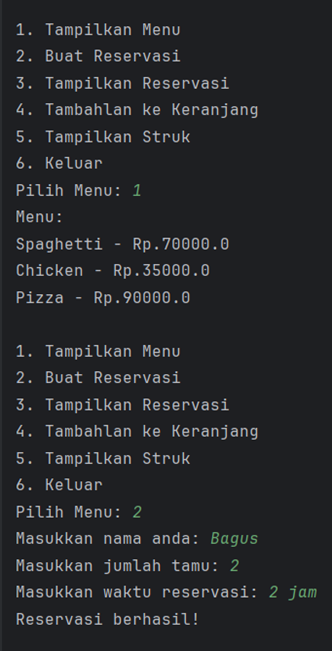 1. Tampilkan Menu
2. Buat Reservasi
3. Tampilkan Reservasi
4. Tambahlan ke Keranjang
5. Tampilkan Struk
6. Keluar
Pilih Menu: 1
Menu:
Spaghetti - Rp.70000.0
Chicken - Rp.35000.0
Pizza - Rp.90000.0

1. Tampilkan Menu
2. Buat Reservasi
3. Tampilkan Reservasi
4. Tambahlan ke Keranjang
5. Tampilkan Struk
6. Keluar
Pilih Menu: 2
Masukkan nama anda: Bagus
Masukkan jumlah tamu: 2
Masukkan waktu reservasi: 2 jam
Reservasi berhasil!